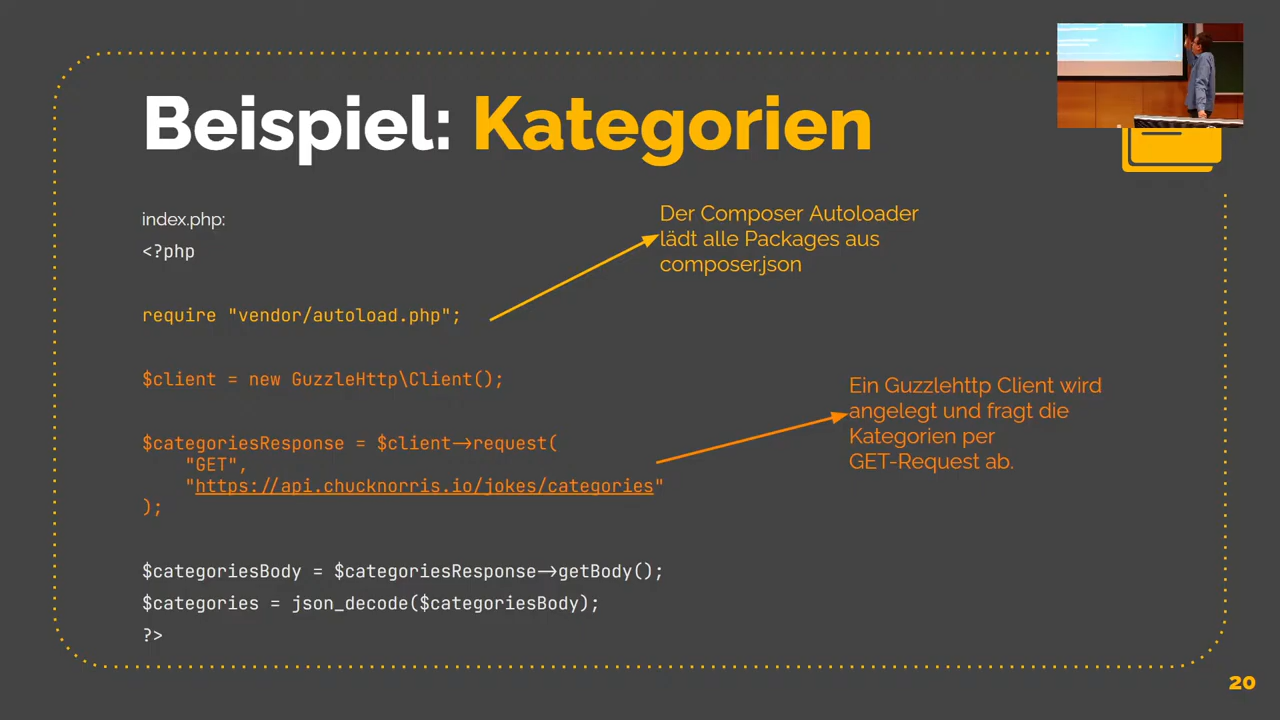 Beispiel: Kategorien
index.php:
<?php
require "vendor/autoload.php";
Der Composer Autoloader
lädt alle Packages aus
composer.json
$client = new GuzzleHttp\Client();
$categoriesResponse = $client->request(
"GET",
"https://api.chucknorris.io/jokes/categories"
);
Ein Guzzlehttp Client wird
angelegt und fragt die
Kategorien per
GET-Request ab.
$categoriesBody = $categoriesResponse->getBody();
$categories = json_decode($categoriesBody);
?>
20